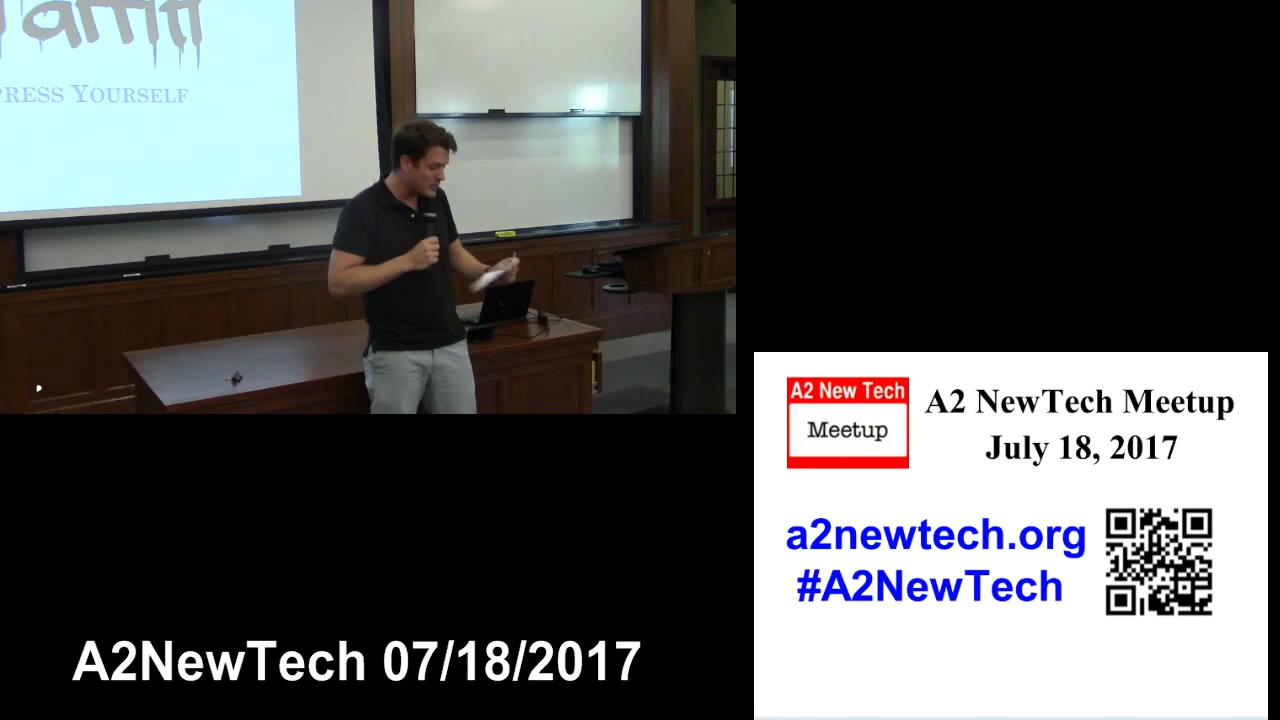 PRESS YOURSELF
A2 New Tech
Meetup
A2 NewTech Meetup
July 18, 2017
a2newtech.org
#A2NewTech
A2NewTech 07/18/2017